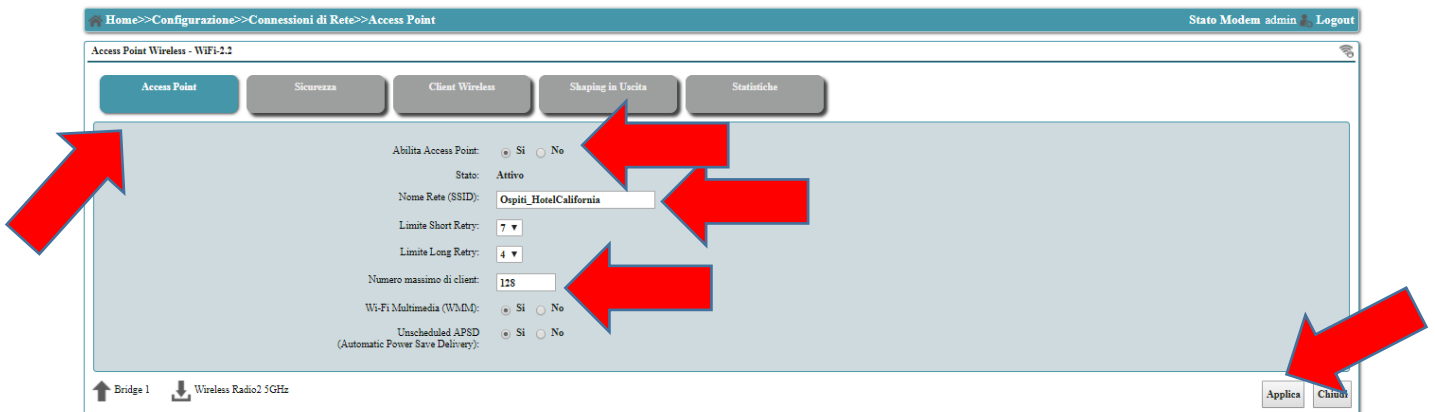 Home>>Configurazione>>Connessioni di Rete>>Access Point Stato Modem admin Logout
Access Point Wireless - WiFi-2.2
Access Point Sicurezza Client Wireless Shaping in Uscita Statistiche
Abilita Access Point: Si No
Stato: Attivo
Nome Rete (SSID): Ospiti_HotelCalifornia
Limite Short Retry: 7
Limite Long Retry: 4
Numero massimo di client: 128
Wi-Fi Multimedia (WMM): Si No
Unscheduled APSD Si No
(Automatic Power Save Delivery):
Bridge 1 Wireless Radio2 5GHz Applica Chiudi